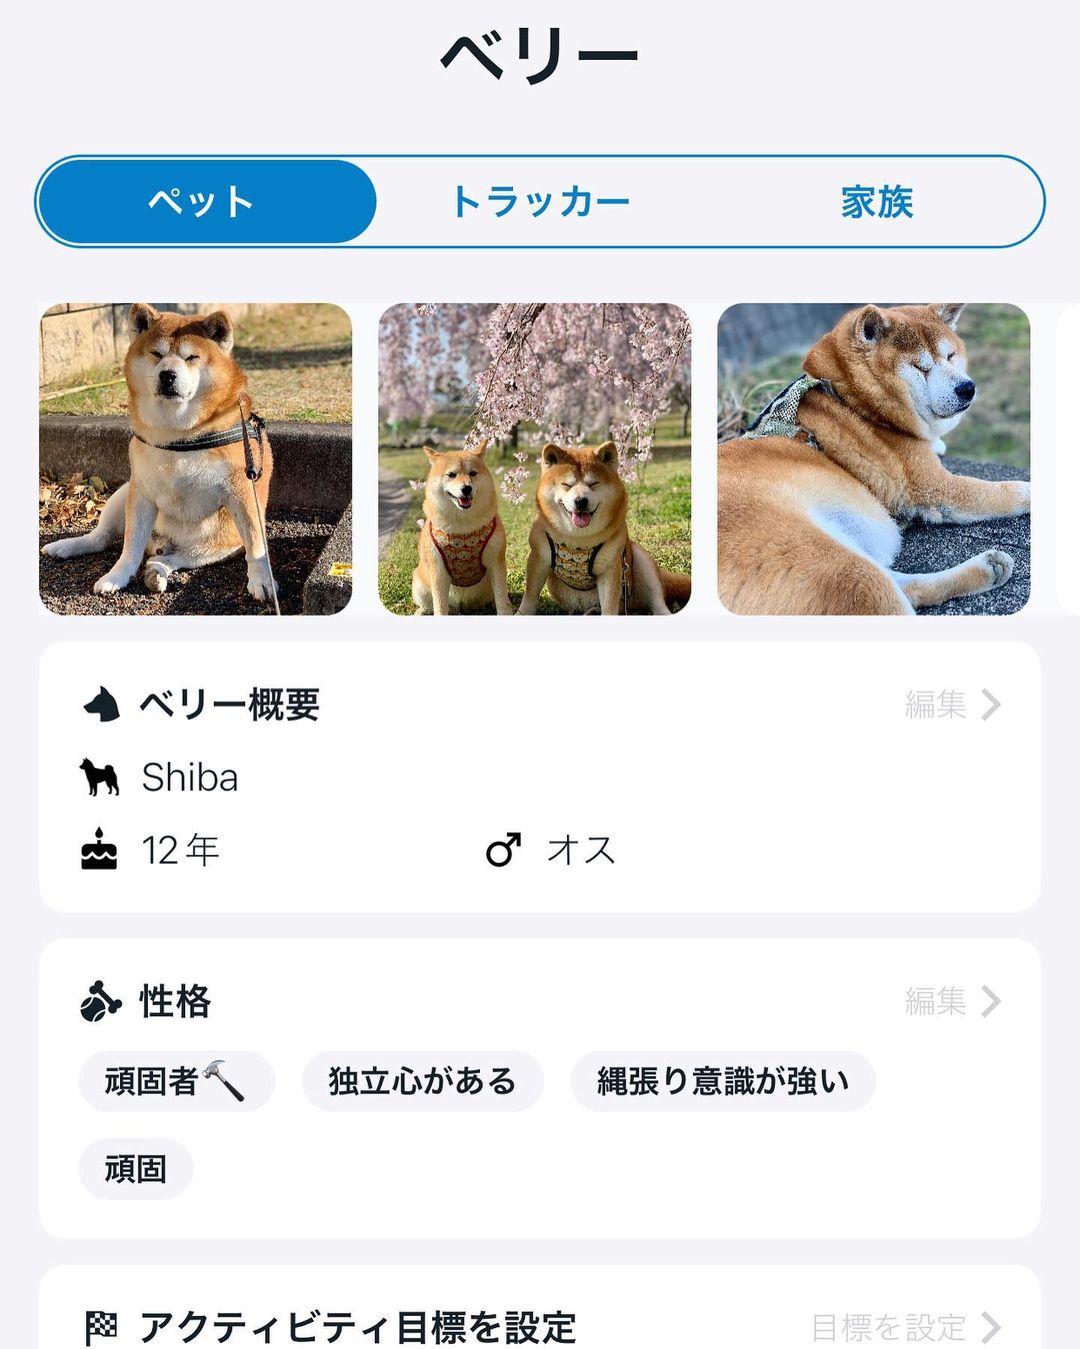 ベリー
ペット トラッカー 家族
ベリー概要 編集
Shiba
12年 オス
性格 編集
頑固者🔨 独立心がある 縄張り意識が強い
頑固
アクティビティ目標を設定 目標を設定